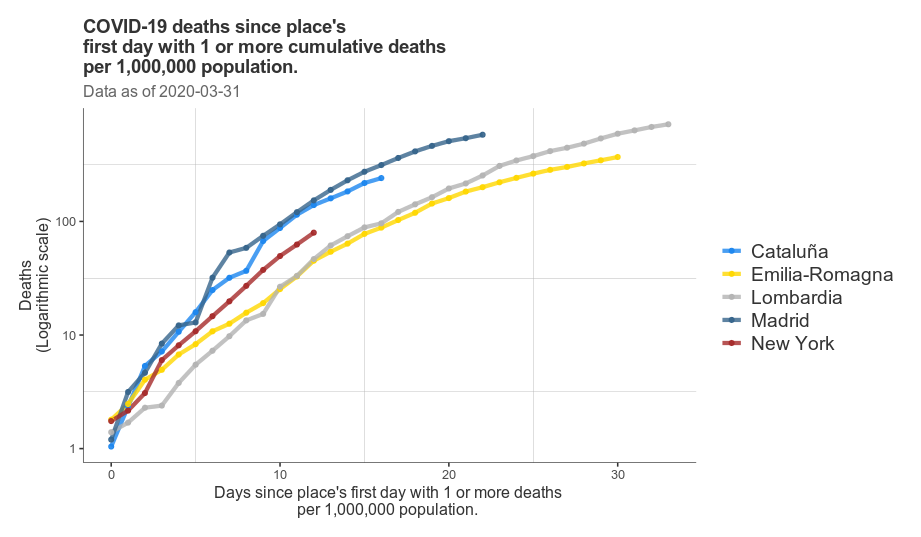 COVID-19 deaths since place's
first day with 1 or more cumulative deaths
per 1,000,000 population.
Data as of 2020-03-31
Deaths
(Logarithmic scale)
100
10
1
0
10
20
30
Days since place's first day with 1 or more deaths
per 1,000,000 population.
Cataluña
Emilia-Romagna
Lombardia
Madrid
New York